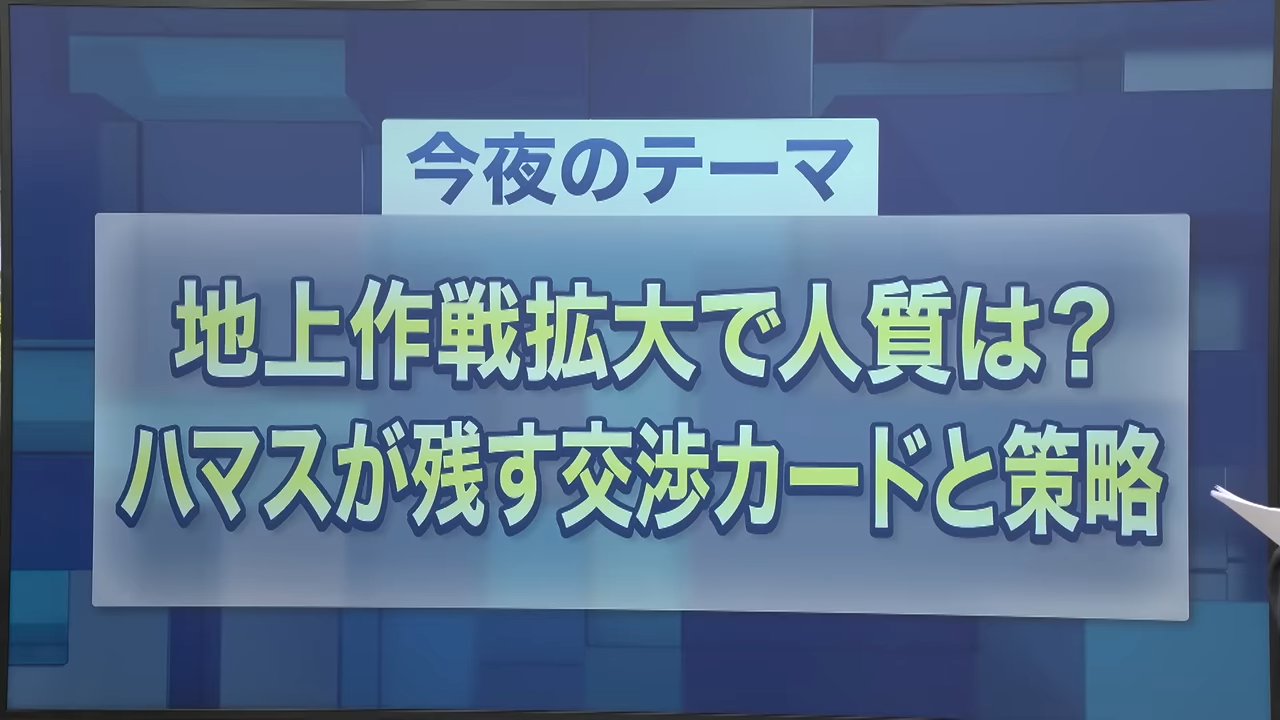 今夜のテーマ
地上作戦拡大で人質は？
ハマスが残す交渉カードと策略